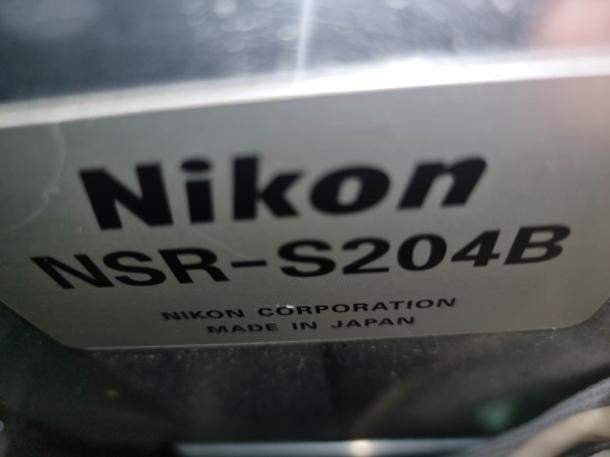 Nikon
NSR-S204B
NIKON CORPORATION
MADE IN JAPAN